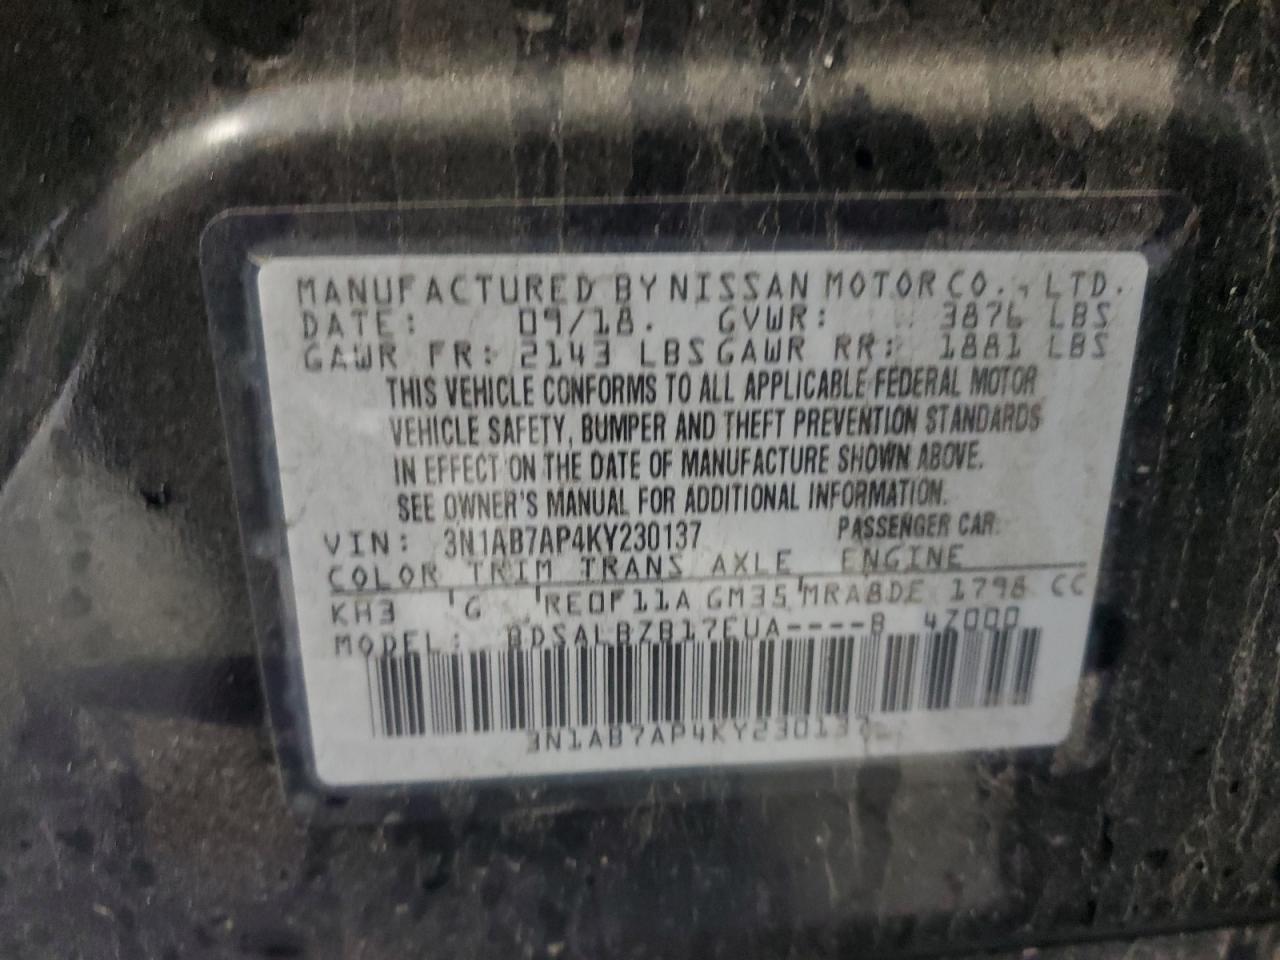 MANUFACTURED BY NISSAN MOTOR CO., LTD.
DATE: 09/18. GVWR: 3876 LBS
GAWR FR: 2143 LBS GAWR RR: 1881 LBS
THIS VEHICLE CONFORMS TO ALL APPLICABLE FEDERAL MOTOR
VEHICLE SAFETY, BUMPER AND THEFT PREVENTION STANDARDS
IN EFFECT ON THE DATE OF MANUFACTURE SHOWN ABOVE.
SEE OWNER'S MANUAL FOR ADDITIONAL INFORMATION.
VIN: 3N1AB7AP4KY230137 PASSENGER CAR
COLOR TRIM TRANS AXLE ENGINE
KH3 'G 'RE0F11A GM35'MRA8DE 1798 CC
MODEL: BDSALBZB17EUA----B 47000
3N1AB7AP4KY230137